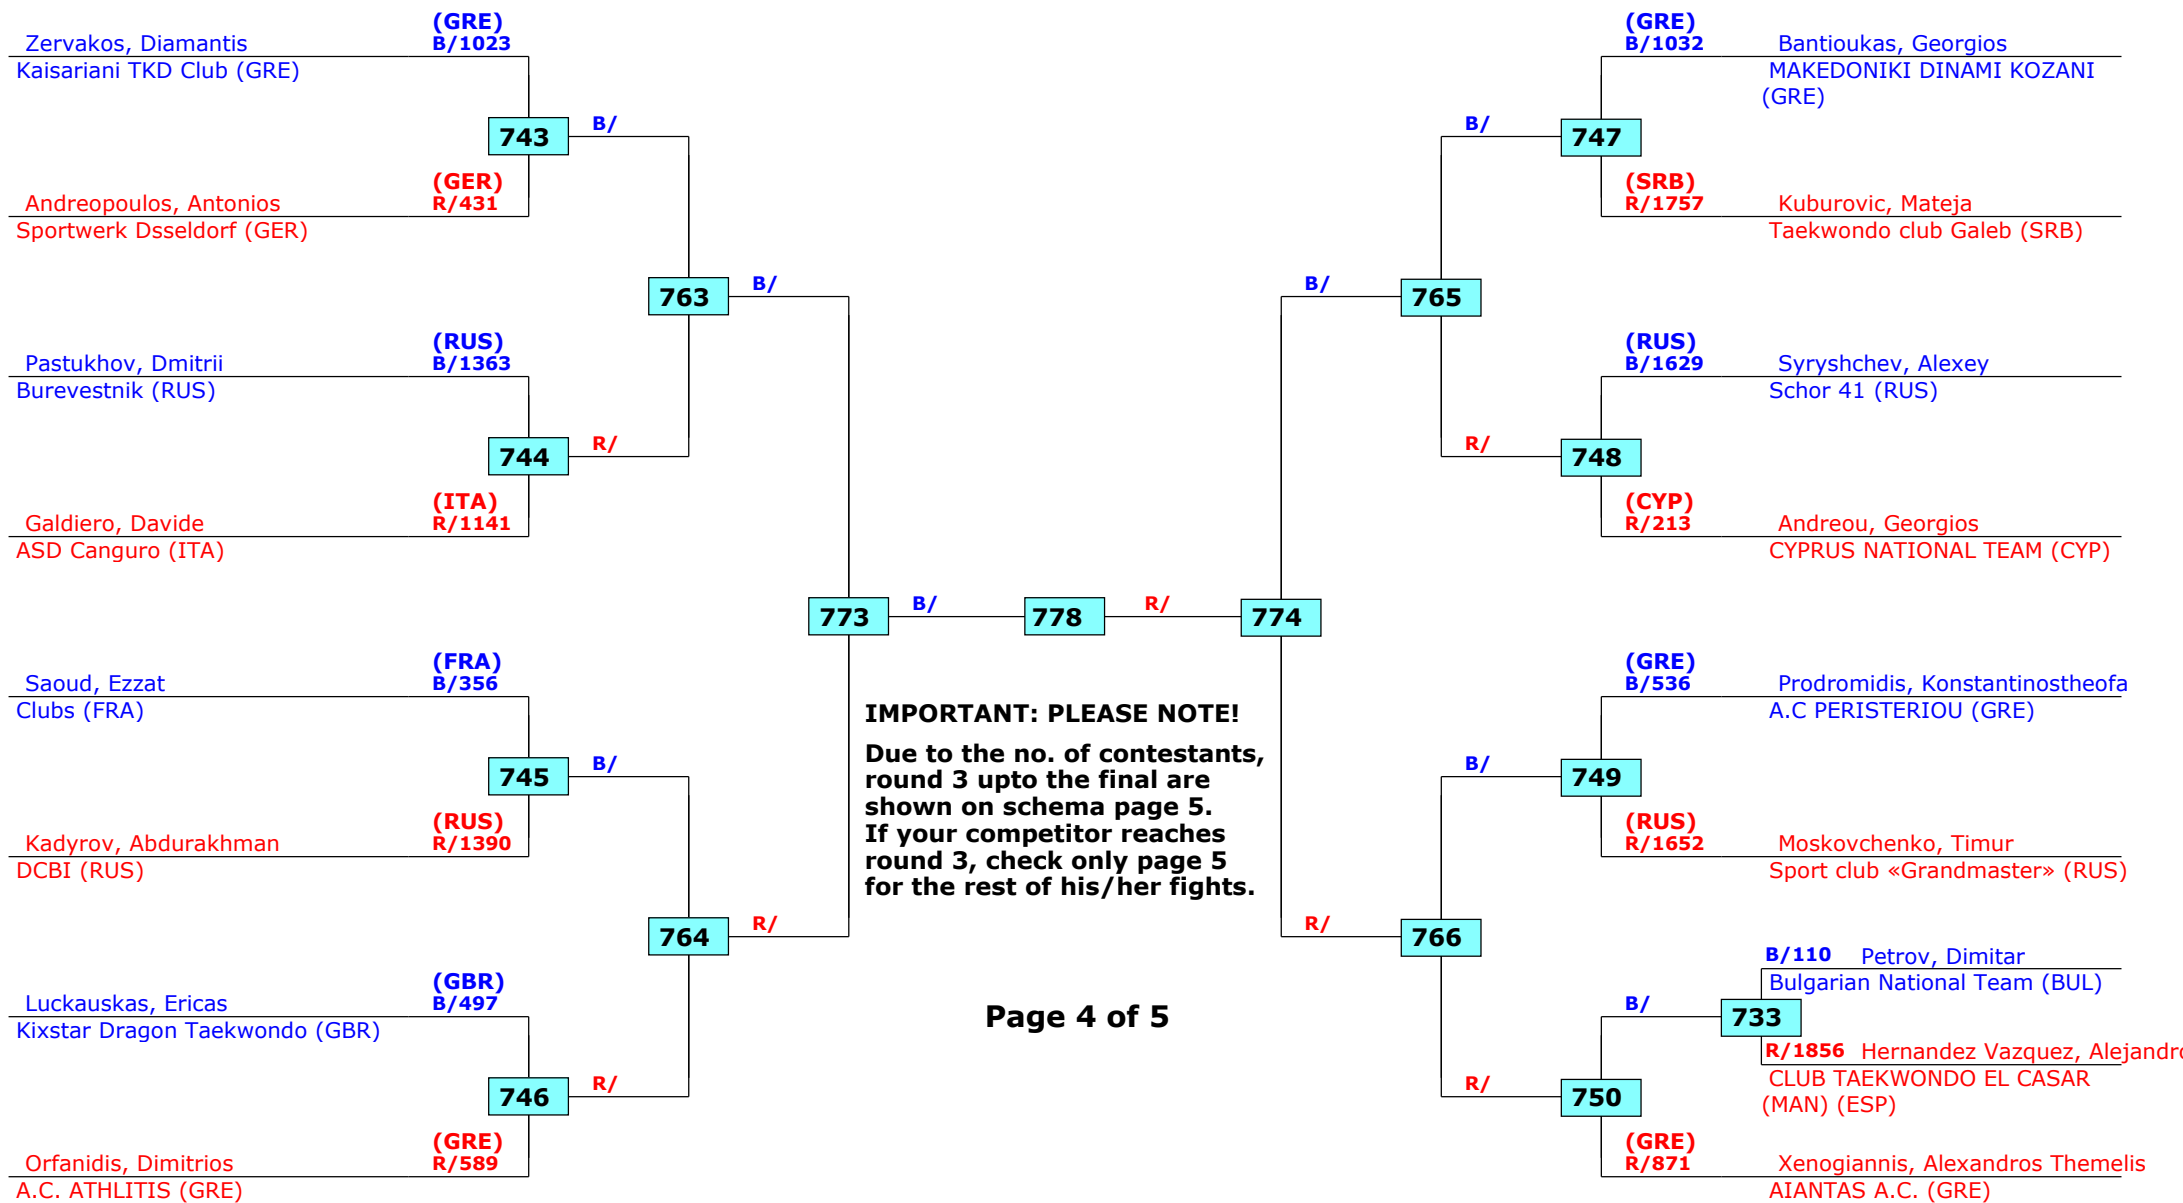 (GRE)
Zervakos, Diamantis B/1023
Kaisariani TKD Club (GRE)
743 B/
(GER)
Andreopoulos, Antonios R/431
Sportwerk Dsseldorf (GER)
763 B/
(RUS)
Pastukhov, Dmitrii B/1363
Burevestnik (RUS)
744 R/
(ITA)
Galdiero, Davide R/1141
ASD Canguro (ITA)
773 B/ 778 R/ 774
(FRA)
Saoud, Ezzat B/356
Clubs (FRA)
745 B/
(RUS)
Kadyrov, Abdurakhman R/1390
DCBI (RUS)
764 R/
(GBR)
Luckauskas, Ericas B/497
Kixstar Dragon Taekwondo (GBR)
746 R/
(GRE)
Orfanidis, Dimitrios R/589
A.C. ATHLITIS (GRE)
IMPORTANT: PLEASE NOTE!
Due to the no. of contestants,
round 3 upto the final are
shown on schema page 5.
If your competitor reaches
round 3, check only page 5
for the rest of his/her fights.
Page 4 of 5
(GRE)
B/1032 Bantioukas, Georgios
MAKEDONIKI DINAMI KOZANI
(GRE)
B/ 747
(SRB)
R/1757 Kuburovic, Mateja
Taekwondo club Galeb (SRB)
B/ 765
(RUS)
B/1629 Syryshchev, Alexey
Schor 41 (RUS)
R/ 748
(CYP)
R/213 Andreou, Georgios
CYPRUS NATIONAL TEAM (CYP)
(GRE)
B/536 Prodromidis, Konstantinostheofa
A.C PERISTERIOU (GRE)
B/ 749
(RUS)
R/1652 Moskovchenko, Timur
Sport club «Grandmaster» (RUS)
R/ 766
B/110 Petrov, Dimitar
Bulgarian National Team (BUL)
B/ 733
R/1856 Hernandez Vazquez, Alejandro
CLUB TAEKWONDO EL CASAR
(MAN) (ESP)
R/ 750
(GRE)
R/871 Xenogiannis, Alexandros Themelis
AIANTAS A.C. (GRE)